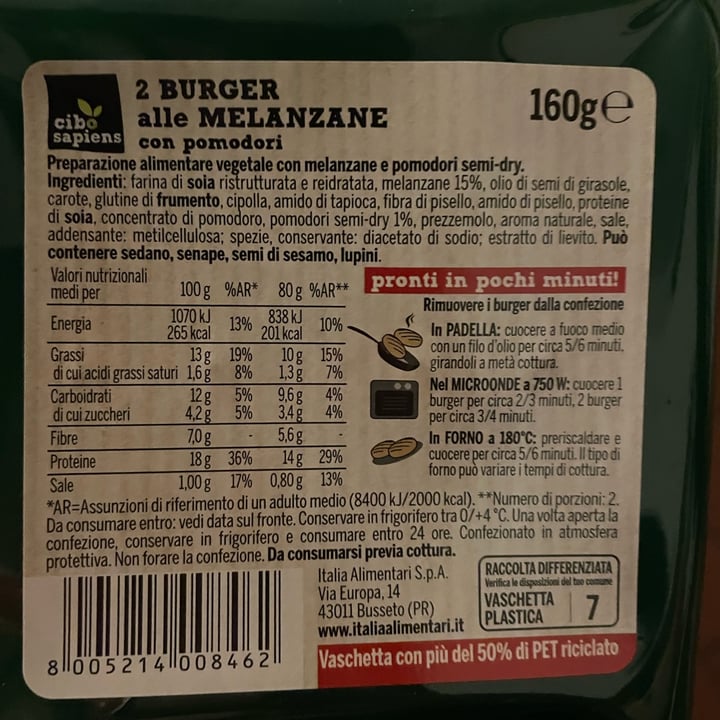 cibo
sapiens
2 BURGER
alle MELANZANE
con pomodori
160g e
Preparazione alimentare vegetale con melanzane e pomodori semi-dry.
Ingredienti: farina di soia ristrutturata e reidratata, melanzane 15%, olio di semi di girasole,
carote, glutine di frumento, cipolla, amido di tapioca, fibra di pisello, amido di pisello, proteine
di soia, concentrato di pomodoro, pomodori semi-dry 1%, prezzemolo, aroma naturale, sale,
addensante: metilcellulosa; spezie, conservante: diacetato di sodio; estratto di lievito. Può
contenere sedano, senape, semi di sesamo, lupini.
Valori nutrizionali
medi per 100 g %AR* 80 g %AR**
Energia 1070 kJ 13% 838 kJ 10%
265 kcal 201 kcal
Grassi 13 g 19% 10 g 15%
di cui acidi grassi saturi 1,6 g 8% 1,3 g 7%
Carboidrati 12 g 5% 9,6 g 4%
di cui zuccheri 4,2 g 5% 3,4 g 4%
Fibre 7,0 g - 5,6 g -
Proteine 18 g 36% 14 g 29%
Sale 1,00 g 17% 0,80 g 13%
pronti in pochi minuti!
Rimuovere i burger dalla confezione
In PADELLA: cuocere a fuoco medio
con un filo d'olio per circa 5/6 minuti,
girandoli a metà cottura.
Nel MICROONDE a 750 W: cuocere 1
burger per circa 2/3 minuti, 2 burger
per circa 3/4 minuti.
In FORNO a 180°C: preriscaldare e
cuocere per circa 5/6 minuti. Il tipo di
forno può variare i tempi di cottura.
*AR=Assunzioni di riferimento di un adulto medio (8400 kJ/2000 kcal). **Numero di porzioni: 2.
Da consumare entro: vedi data sul fronte. Conservare in frigorifero tra 0/+4 °C. Una volta aperta la
confezione, conservare in frigorifero e consumare entro 24 ore. Confezionato in atmosfera
protettiva. Non forare la confezione. Da consumarsi previa cottura.
8 005214 008462
Italia Alimentari S.p.A.
Via Europa, 14
43011 Busseto (PR)
www.italiaalimentari.it
RACCOLTA DIFFERENZIATA
Verifica le disposizioni del tuo comune
VASCHETTA
PLASTICA 7
Vaschetta con più del 50% di PET riciclato